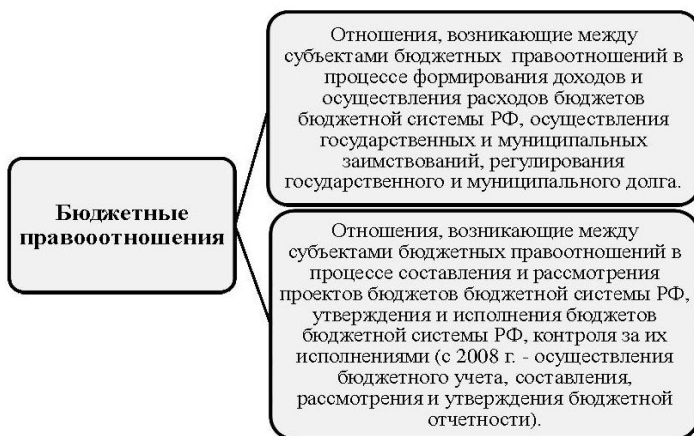 Отношения, возникающие между
субъектами бюджетных правоотношений в
процессе формирования доходов и
осуществления расходов бюджетов
бюджетной системы РФ, осуществления
государственных и муниципальных
заимствований, регулирования
государственного и муниципального долга.
Бюджетные
правооотношения
Отношения, возникающие между
субъектами бюджетных правоотношений в
процессе составления и рассмотрения
проектов бюджетов бюджетной системы РФ,
утверждения и исполнения бюджетов
бюджетной системы РФ, контроля за их
исполнениями (с 2008 г. - осуществления
бюджетного учета, составления,
рассмотрения и утверждения бюджетной
отчетности).